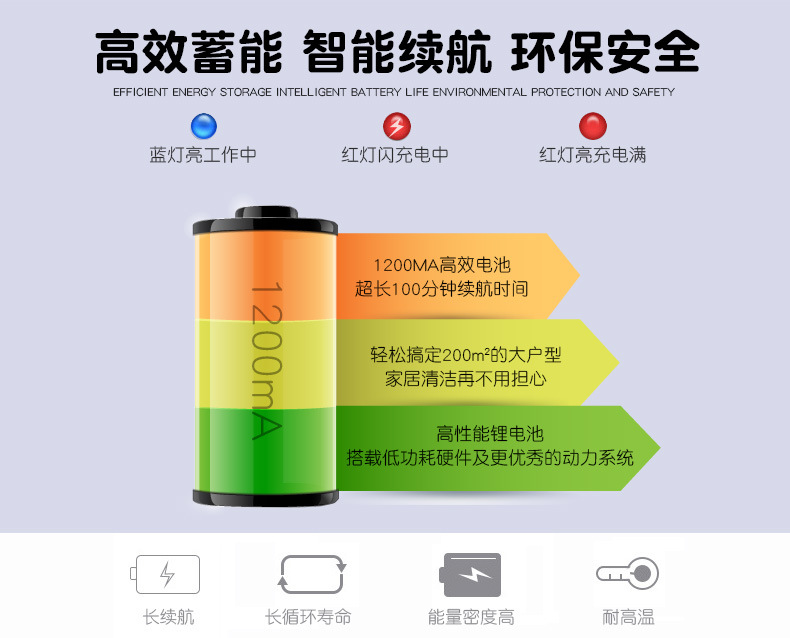 高效蓄能 智能续航 环保安全
EFFICIENT ENERGY STORAGE INTELLIGENT BATTERY LIFE ENVIRONMENTAL PROTECTION AND SAFETY
蓝灯亮工作中
红灯闪充电中
红灯亮充电满
1200mA
1200MA高效电池
超长100分钟续航时间
轻松搞定200m²的大户型
家居清洁再不用担心
高性能锂电池
搭载低功耗硬件及更优秀的动力系统
长续航
长循环寿命
能量密度高
耐高温